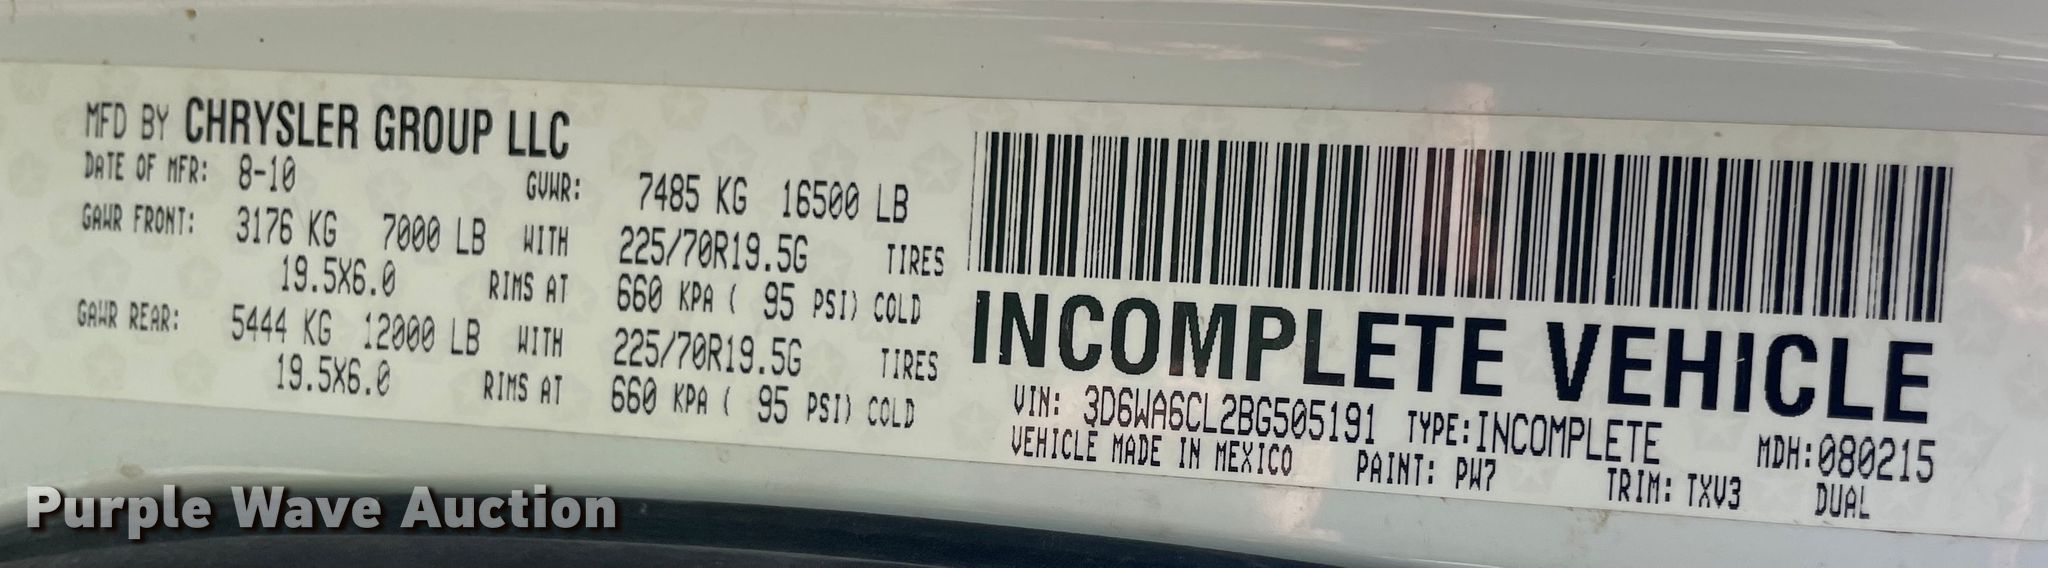 MFD BY CHRYSLER GROUP LLC
DATE OF MFR: 8-10 GVWR: 7485 KG 16500 LB
GAWR FRONT: 3176 KG 7000 LB WITH 225/70R19.5G TIRES
19.5X6.0 RIMS AT 660 KPA ( 95 PSI) COLD
GAWR REAR: 5444 KG 12000 LB WITH 225/70R19.5G TIRES
19.5X6.0 RIMS AT 660 KPA ( 95 PSI) COLD
INCOMPLETE VEHICLE
VIN: 3D6WA6CL2BG505191 TYPE:INCOMPLETE MDH:080215
VEHICLE MADE IN MEXICO PAINT: PW7 TRIM: TXV3 DUAL
Purple Wave Auction